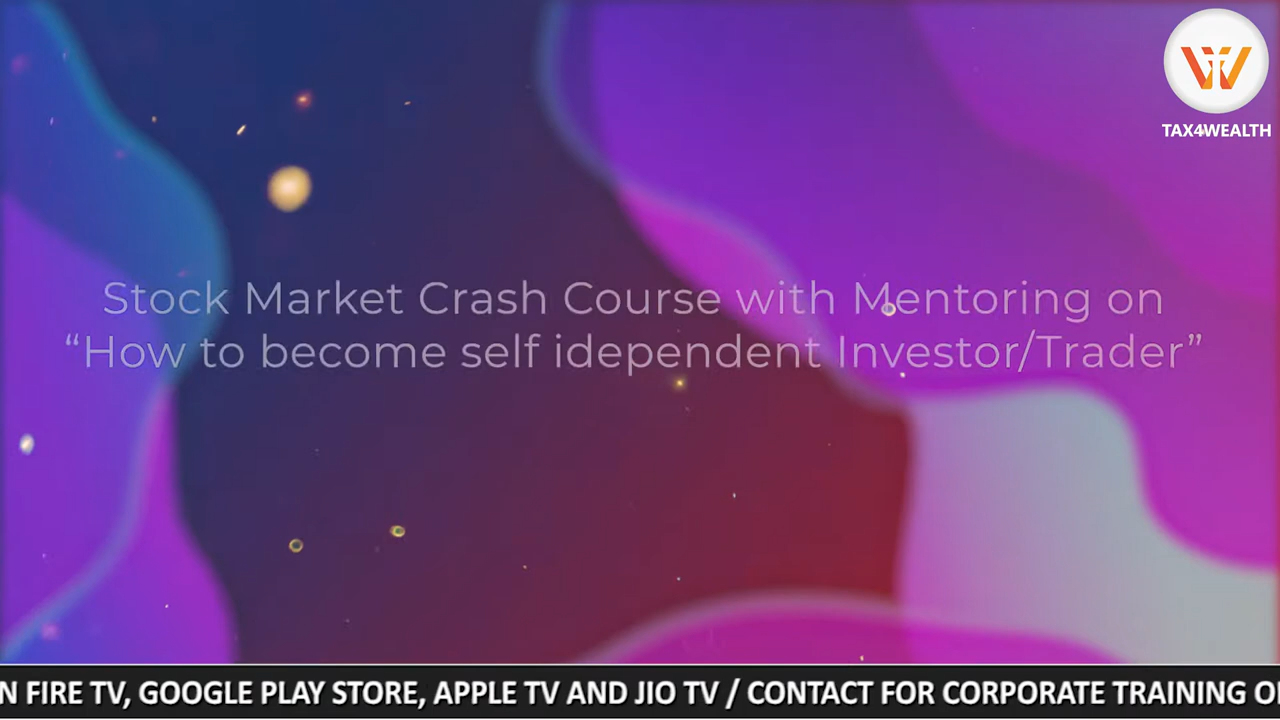 TAX4WEALTH
Stock Market Crash Course with Mentoring on
“How to become self idependent Investor/Trader”
N FIRE TV, GOOGLE PLAY STORE, APPLE TV AND JIO TV / CONTACT FOR CORPORATE TRAINING O